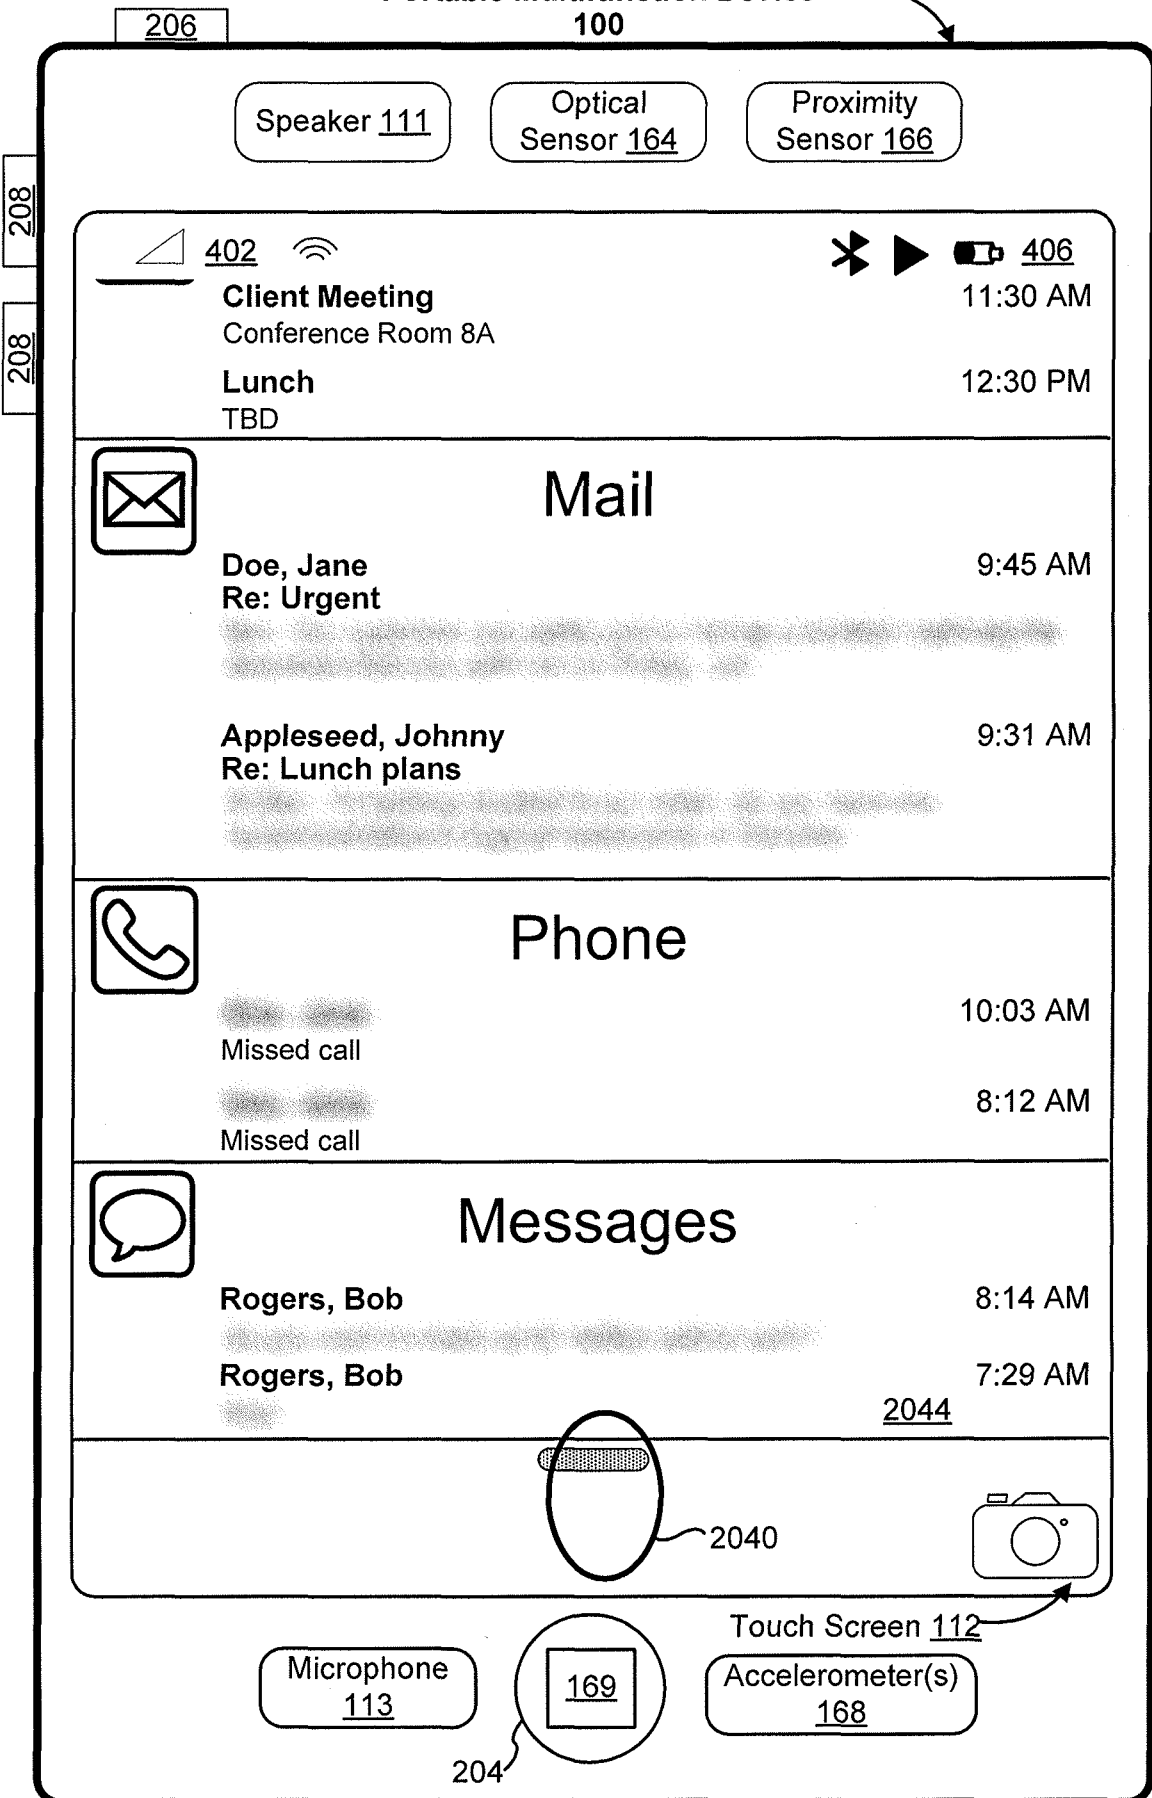 100
206
Speaker 111
Optical
Sensor 164
Proximity
Sensor 166
208
208
402
406
Client Meeting 11:30 AM
Conference Room 8A
Lunch 12:30 PM
TBD
Mail
Doe, Jane 9:45 AM
Re: Urgent
Appleseed, Johnny 9:31 AM
Re: Lunch plans
Phone
10:03 AM
Missed call
8:12 AM
Missed call
Messages
Rogers, Bob 8:14 AM
Rogers, Bob 7:29 AM
2044
2040
Touch Screen 112
Microphone
113
169
Accelerometer(s)
168
204